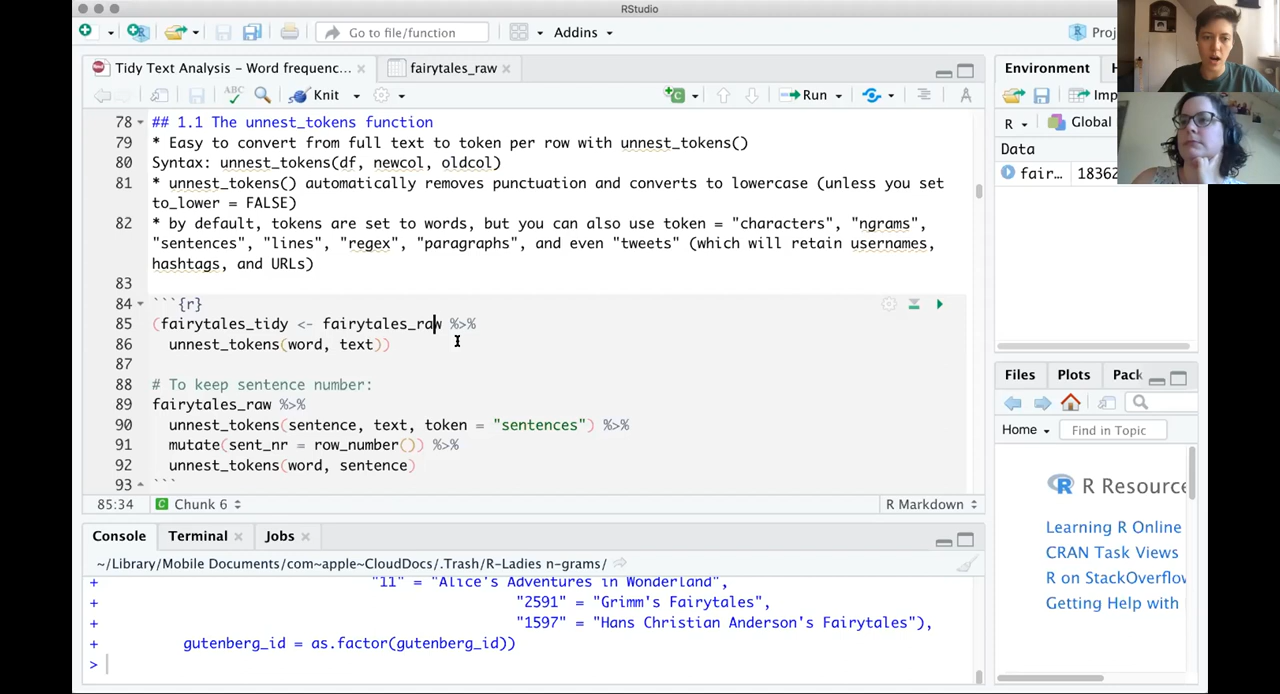 RStudio
Go to file/function
Addins
Proj
Tidy Text Analysis - Word frequenc...
fairytales_raw
Environment
H
ABC
Knit
Run
Imp
R
Global
Data
fair...
18362
78 ## 1.1 The unnest_tokens function
79 * Easy to convert from full text to token per row with unnest_tokens()
80 Syntax: unnest_tokens(df, newcol, oldcol)
81 * unnest_tokens() automatically removes punctuation and converts to lowercase (unless you set
to_lower = FALSE)
82 * by default, tokens are set to words, but you can also use token = "characters", "ngrams",
"sentences", "lines", "regex", "paragraphs", and even "tweets" (which will retain usernames,
hashtags, and URLs)
83
84 ```{r}
85 (fairytales_tidy <- fairytales_raw %>%
86 unnest_tokens(word, text))
87
88 # To keep sentence number:
89 fairytales_raw %>%
90 unnest_tokens(sentence, text, token = "sentences") %>%
91 mutate(sent_nr = row_number()) %>%
92 unnest_tokens(word, sentence)
93 ```
85:34
Chunk 6
R Markdown
Files
Plots
Pack
Home
Find in Topic
R Resource
Learning R Online
CRAN Task Views
R on StackOverflow
Getting Help with
Console
Terminal
Jobs
~/Library/Mobile Documents/com~apple~CloudDocs/.Trash/R-Ladies n-grams/
+ "11" = "Alice's Adventures in Wonderland",
+ "2591" = "Grimm's Fairytales",
+ "1597" = "Hans Christian Anderson's Fairytales"),
+ gutenberg_id = as.factor(gutenberg_id))
>